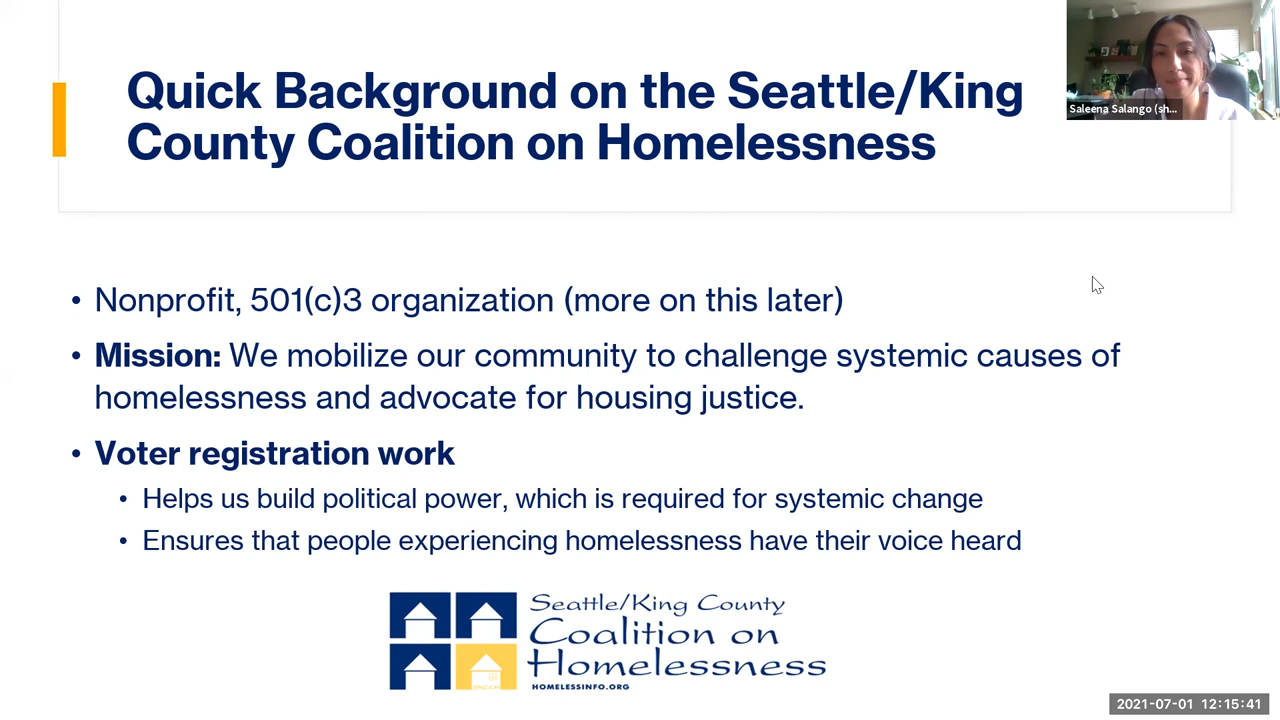 Quick Background on the Seattle/King
County Coalition on Homelessness
Saleena Salango (sh...
• Nonprofit, 501(c)3 organization (more on this later)
• Mission: We mobilize our community to challenge systemic causes of
homelessness and advocate for housing justice.
• Voter registration work
• Helps us build political power, which is required for systemic change
• Ensures that people experiencing homelessness have their voice heard
Seattle/King County
Coalition on
Homelessness
HOMELESSINFO.ORG
2021-07-01 12:15:41